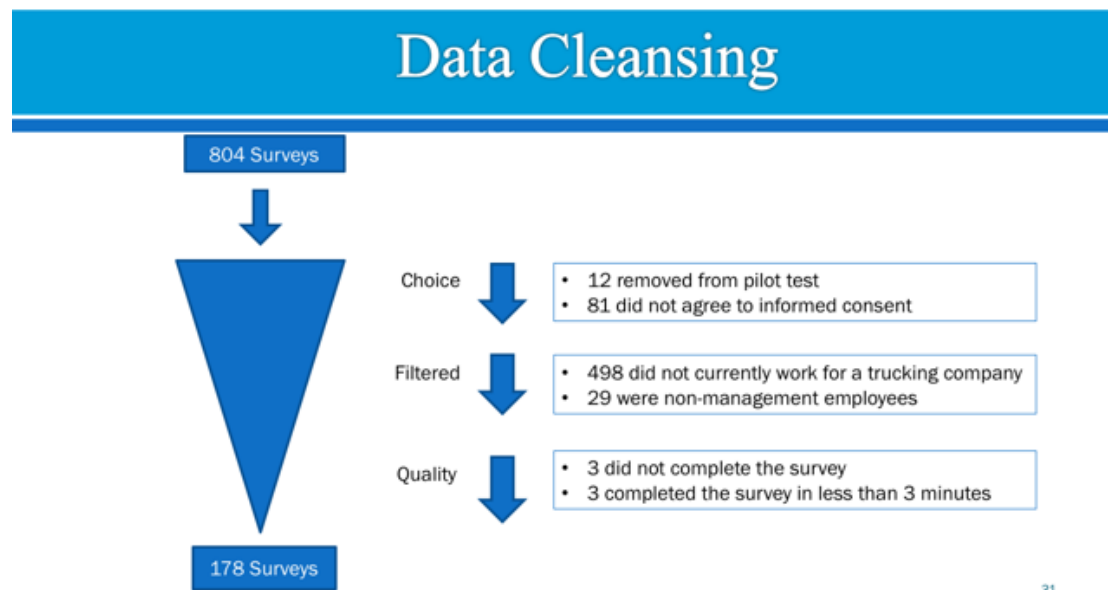 Data Cleansing
804 Surveys
Choice
• 12 removed from pilot test
• 81 did not agree to informed consent
Filtered
• 498 did not currently work for a trucking company
• 29 were non-management employees
Quality
• 3 did not complete the survey
• 3 completed the survey in less than 3 minutes
178 Surveys